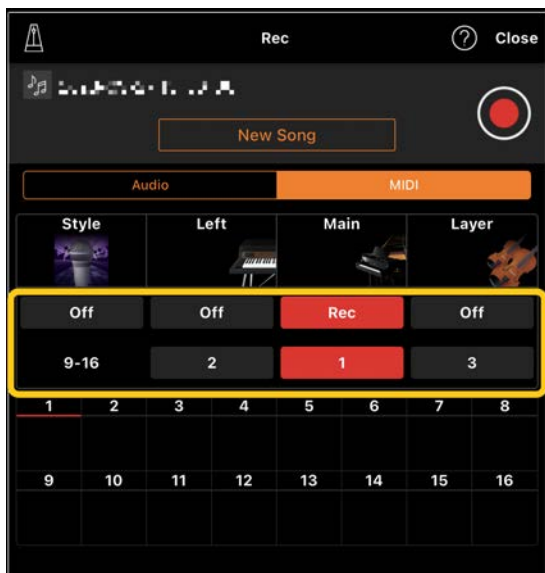 Rec ? Close
New Song
Audio MIDI
Style Left Main Layer
Off Off Rec Off
9-16 2 1 3
1 2 3 4 5 6 7 8
9 10 11 12 13 14 15 16